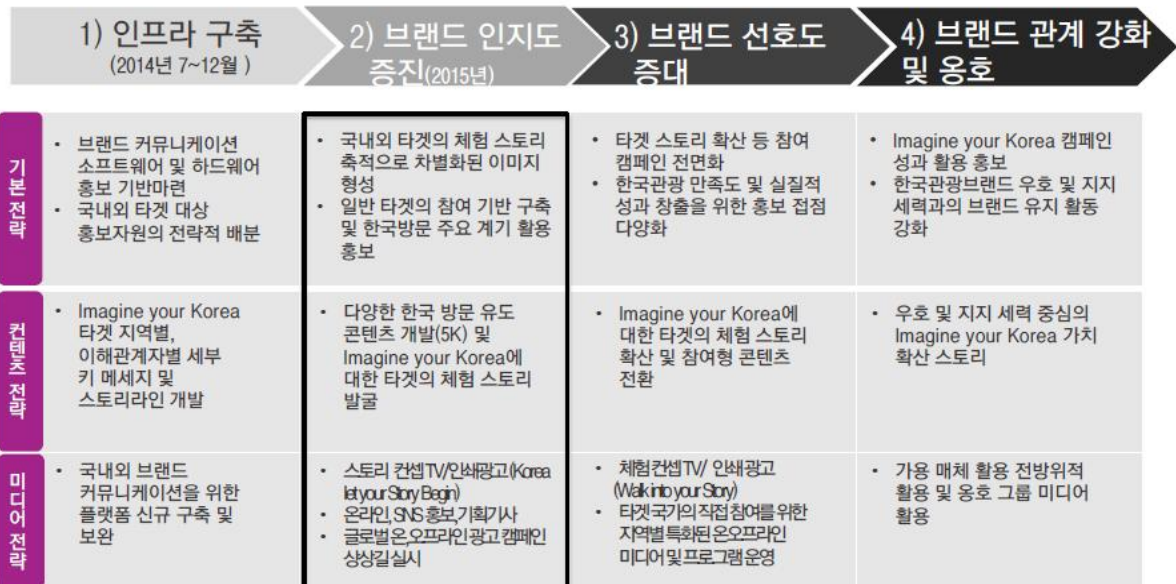 1) 인프라 구축
(2014년 7~12월 )
2) 브랜드 인지도
증진(2015년)
3) 브랜드 선호도
증대
4) 브랜드 관계 강화
및 옹호
기본 전략
• 브랜드 커뮤니케이션
소프트웨어 및 하드웨어
홍보 기반마련
• 국내외 타겟 대상
홍보자원의 전략적 배분
• 국내외 타겟의 체험 스토리
축적으로 차별화된 이미지
형성
• 일반 타겟의 참여 기반 구축
및 한국방문 주요 계기 활용
홍보
• 타겟 스토리 확산 등 참여
캠페인 전면화
• 한국관광 만족도 및 실질적
성과 창출을 위한 홍보 접점
다양화
• Imagine your Korea 캠페인
성과 활용 홍보
• 한국관광브랜드 우호 및 지지
세력과의 브랜드 유지 활동
강화
컨텐츠 전략
• Imagine your Korea
타겟 지역별,
이해관계자별 세부
키 메세지 및
스토리라인 개발
• 다양한 한국 방문 유도
콘텐츠 개발(5K) 및
Imagine your Korea에
대한 타겟의 체험 스토리
발굴
• Imagine your Korea에
대한 타겟의 체험 스토리
확산 및 참여형 콘텐츠
전환
• 우호 및 지지 세력 중심의
Imagine your Korea 가치
확산 스토리
미디어 전략
• 국내외 브랜드
커뮤니케이션을 위한
플랫폼 신규 구축 및
보완
• 스토리 컨셉 TV/인쇄광고 (Korea
let your Story Begin)
• 온라인, SNS 홍보, 기획기사
• 글로벌 온,오프라인 광고 캠페인
상상길 실시
• 체험 컨셉 TV/ 인쇄 광고
(Walk into your Story)
• 타겟 국가의 직접 참여를 위한
지역별 특화된 온오프라인
미디어 및 프로그램 운영
• 가용 매체 활용 전방위적
활용 및 옹호 그룹 미디어
활용